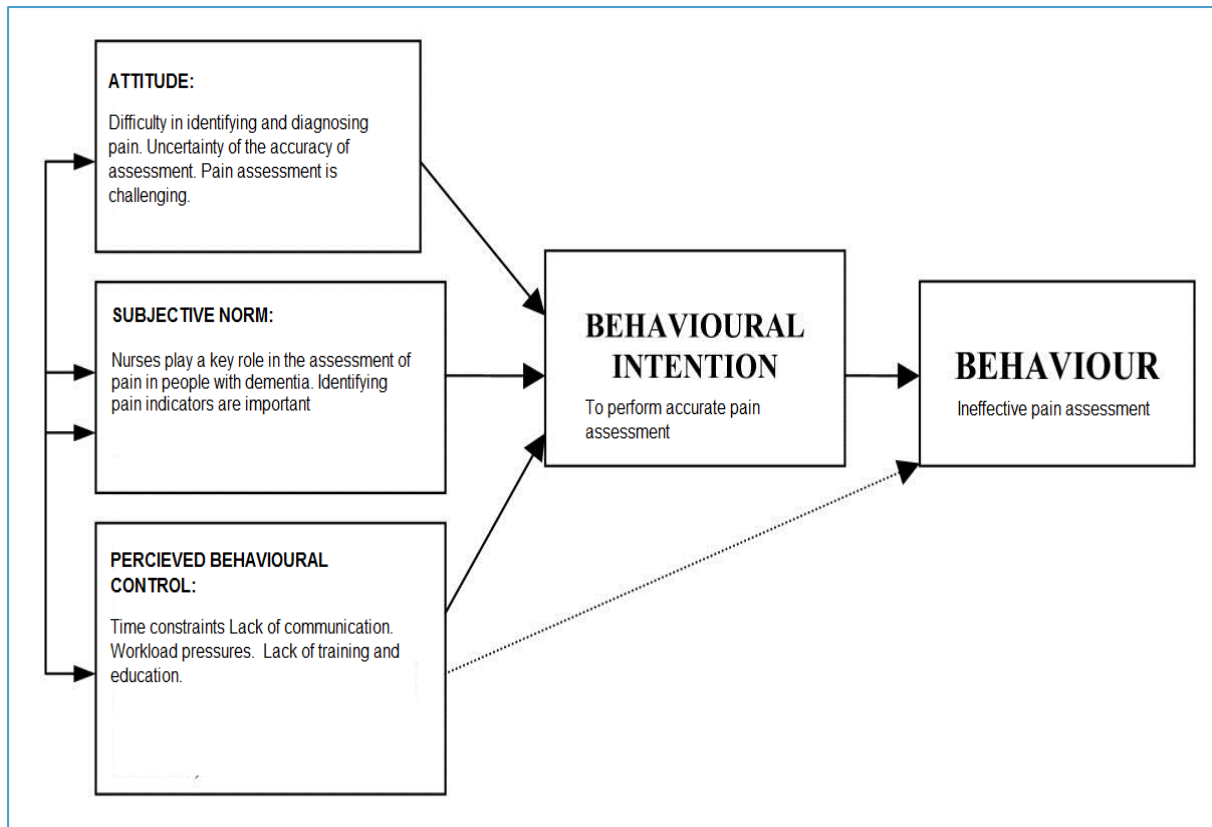 ATTITUDE:
Difficulty in identifying and diagnosing
pain. Uncertainty of the accuracy of
assessment. Pain assessment is
challenging.
SUBJECTIVE NORM:
Nurses play a key role in the assessment of
pain in people with dementia. Identifying
pain indicators are important
PERCIEVED BEHAVIOURAL
CONTROL:
Time constraints Lack of communication.
Workload pressures.  Lack of training and
education.
BEHAVIOURAL
INTENTION
To perform accurate pain
assessment
BEHAVIOUR
Ineffective pain assessment